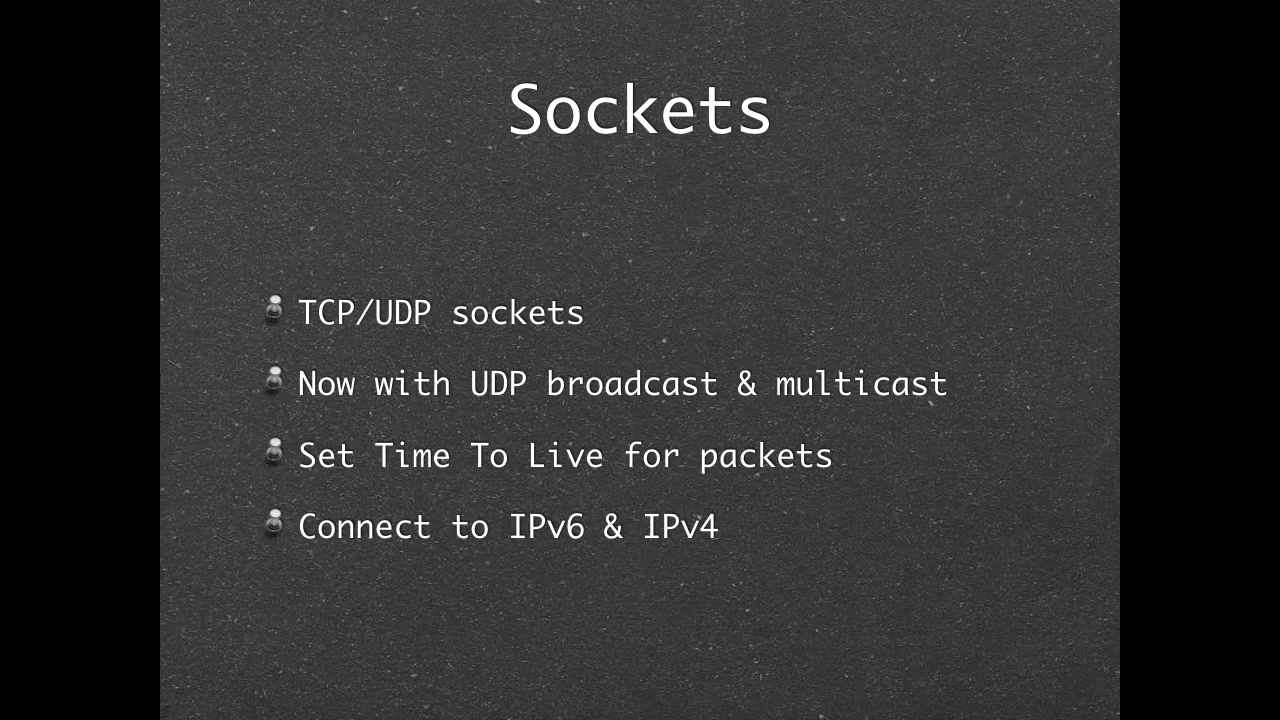 Sockets
TCP/UDP sockets
Now with UDP broadcast & multicast
Set Time To Live for packets
Connect to IPv6 & IPv4